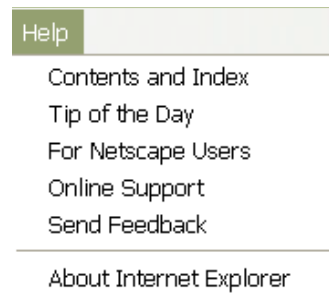 Help
Contents and Index
Tip of the Day
For Netscape Users
Online Support
Send Feedback
About Internet Explorer